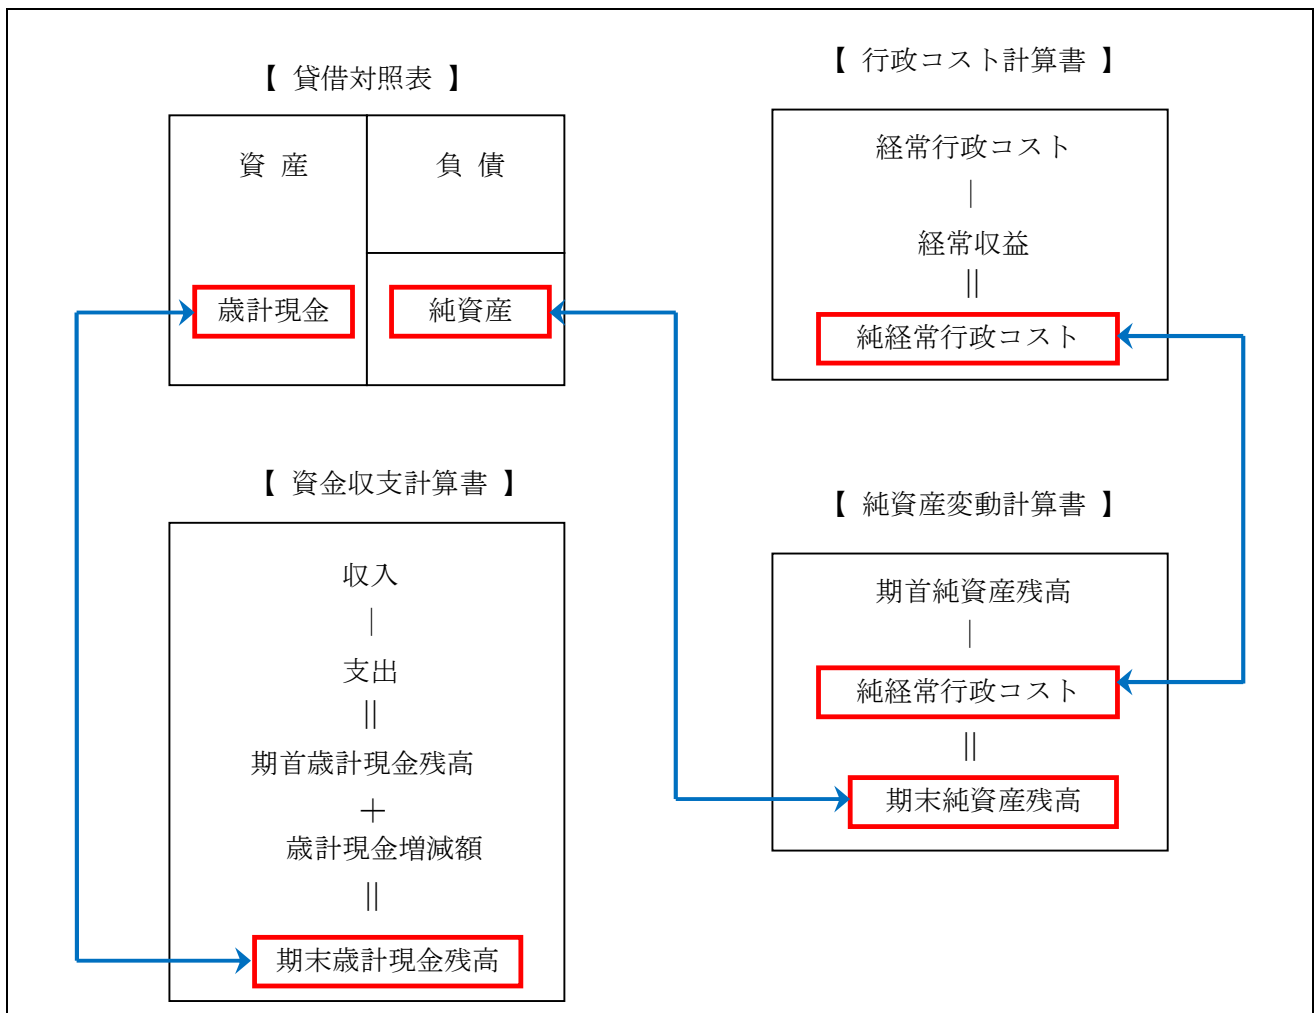 【 貸借対照表 】
資 産
負 債
歳計現金
純資産
【 行政コスト計算書 】
経常行政コスト
｜
経常収益
||
純経常行政コスト
【 資金収支計算書 】
収入
｜
支出
||
期首歳計現金残高
＋
歳計現金増減額
||
期末歳計現金残高
【 純資産変動計算書 】
期首純資産残高
｜
純経常行政コスト
||
期末純資産残高